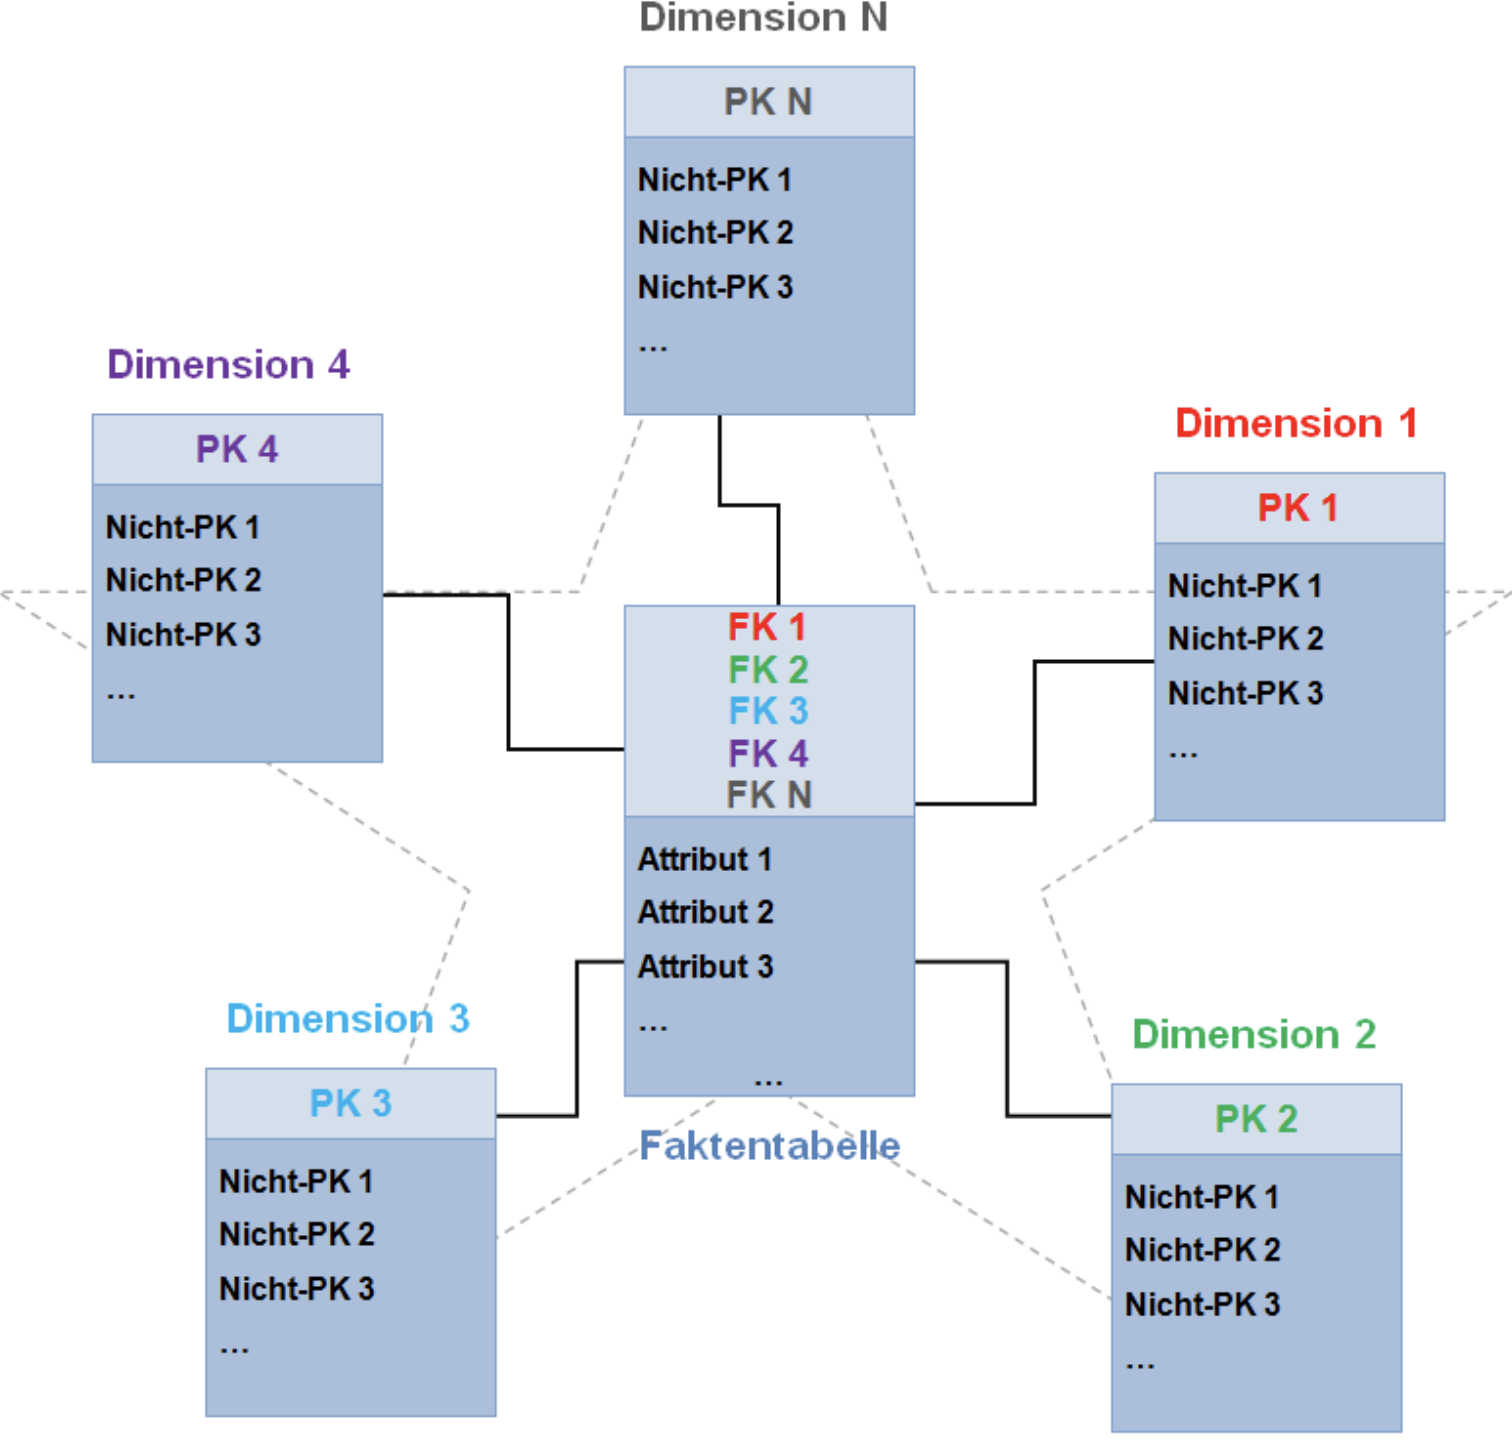 Dimension N
PK N
Nicht-PK 1
Nicht-PK 2
Nicht-PK 3
...
Dimension 4
PK 4
Nicht-PK 1
Nicht-PK 2
Nicht-PK 3
...
Dimension 1
PK 1
Nicht-PK 1
Nicht-PK 2
Nicht-PK 3
...
FK 1
FK 2
FK 3
FK 4
FK N
Attribut 1
Attribut 2
Attribut 3
...
...
Faktentabelle
Dimension 3
PK 3
Nicht-PK 1
Nicht-PK 2
Nicht-PK 3
...
Dimension 2
PK 2
Nicht-PK 1
Nicht-PK 2
Nicht-PK 3
...